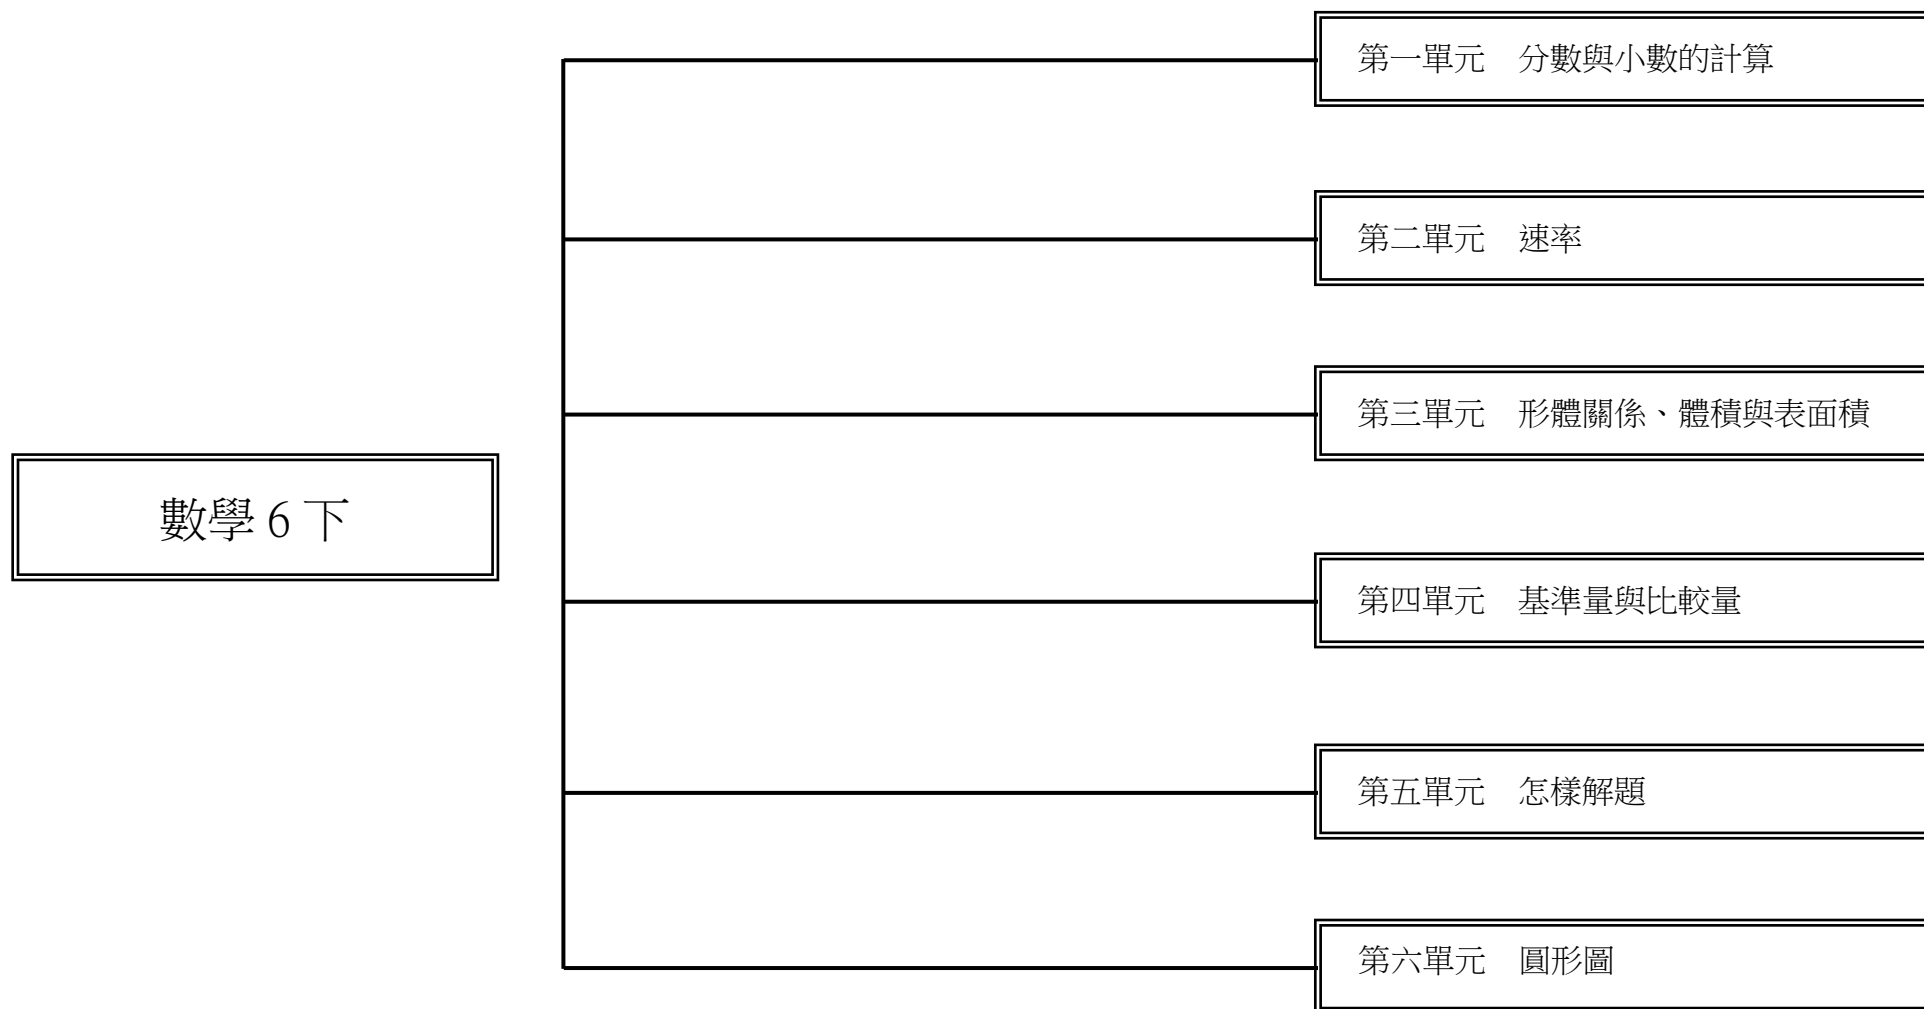 第一單元　分數與小數的計算
第二單元　速率
第三單元　形體關係、體積與表面積
數學 6 下
第四單元　基準量與比較量
第五單元　怎樣解題
第六單元　圓形圖